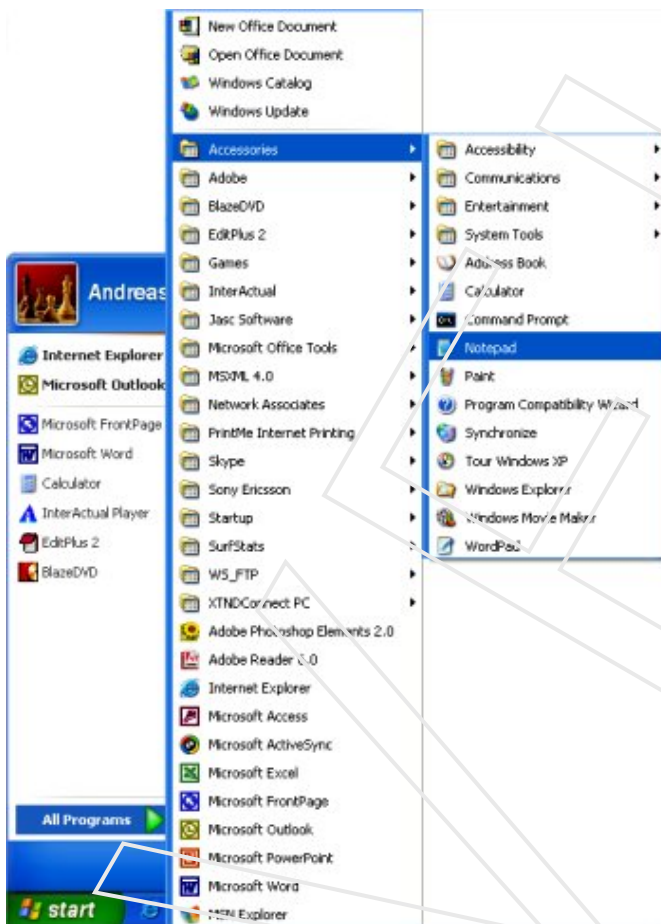 New Office Document
Open Office Document
Windows Catalog
Windows Update
Accessories
Adobe
BlazeDVD
EditPlus 2
Games
InterActual
Jasc Software
Microsoft Office Tools
MSXML 4.0
Network Associates
PrintMe Internet Printing
Skype
Sony Ericsson
Startup
SurfStats
WS_FTP
XTNDConnect PC
Adobe Photoshop Elements 2.0
Adobe Reader 6.0
Internet Explorer
Microsoft Access
Microsoft ActiveSync
Microsoft Excel
Microsoft FrontPage
Microsoft Outlook
Microsoft PowerPoint
Microsoft Word
MSN Explorer
Accessibility
Communications
Entertainment
System Tools
Address Book
Calculator
Command Prompt
Notepad
Paint
Program Compatibility Wizard
Synchronize
Tour Windows XP
Windows Explorer
Windows Movie Maker
WordPad
Andreas
Internet Explorer
Microsoft Outlook
Microsoft FrontPage
Microsoft Word
Calculator
InterActual Player
EditPlus 2
BlazeDVD
All Programs
start